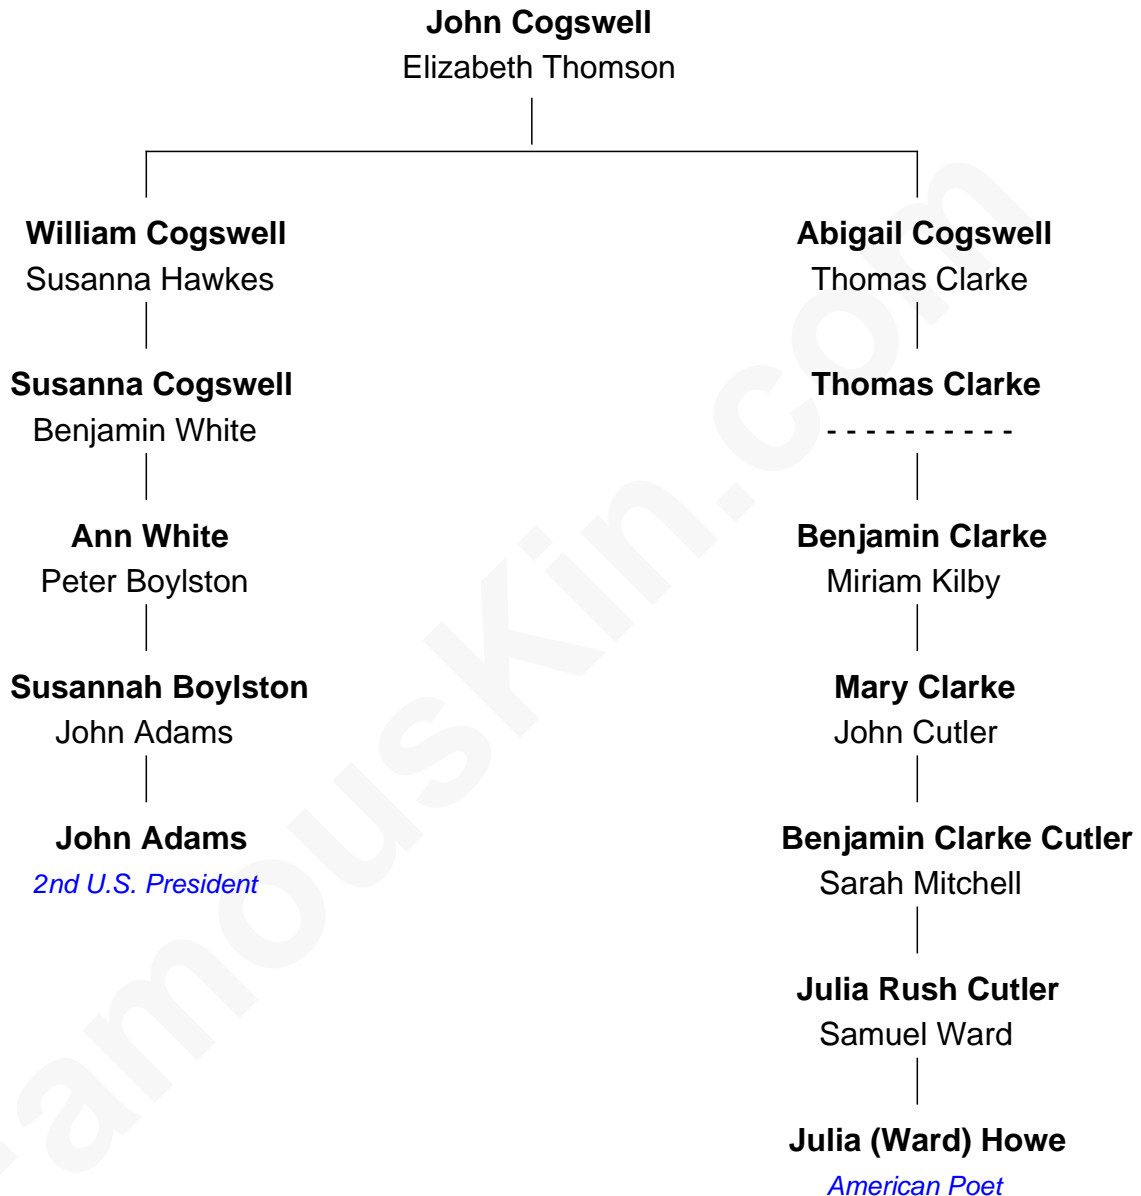 John Cogswell
Elizabeth Thomson
William Cogswell
Susanna Hawkes
Susanna Cogswell
Benjamin White
Ann White
Peter Boylston
Susannah Boylston
John Adams
John Adams
2nd U.S. President
Abigail Cogswell
Thomas Clarke
Thomas Clarke
- - - - - - - - - -
Benjamin Clarke
Miriam Kilby
Mary Clarke
John Cutler
Benjamin Clarke Cutler
Sarah Mitchell
Julia Rush Cutler
Samuel Ward
Julia (Ward) Howe
American Poet
FamousKin.com